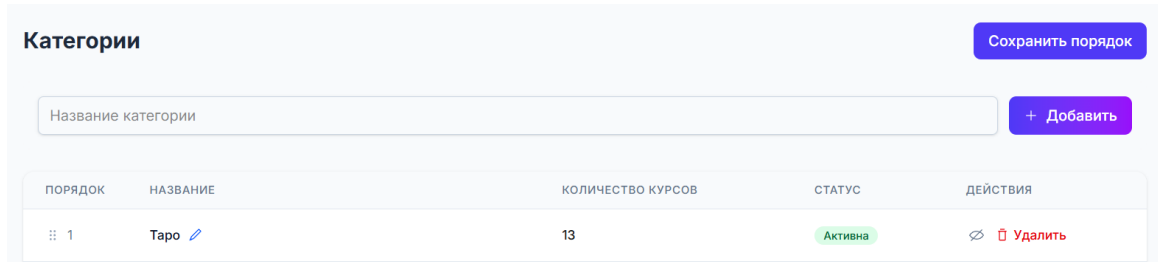 Категории
Сохранить порядок
Название категории
+ Добавить
ПОРЯДОК НАЗВАНИЕ КОЛИЧЕСТВО КУРСОВ СТАТУС ДЕЙСТВИЯ
1 Таро 13 Активна Удалить